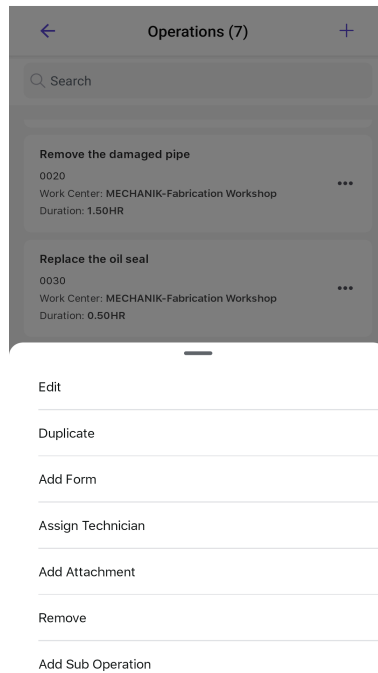 Operations (7)
Search
Remove the damaged pipe
0020
Work Center: MECHANIK-Fabrication Workshop
Duration: 1.50HR
Replace the oil seal
0030
Work Center: MECHANIK-Fabrication Workshop
Duration: 0.50HR
Edit
Duplicate
Add Form
Assign Technician
Add Attachment
Remove
Add Sub Operation